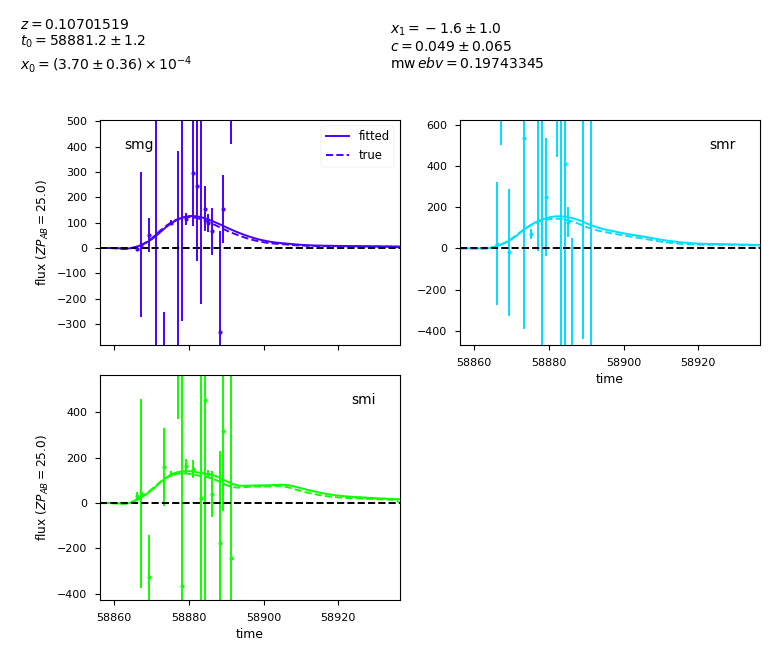 z = 0.10701519
t0 = 58881.2 ± 1.2
x0 = (3.70 ± 0.36) × 10^−4
x1 = −1.6 ± 1.0
c = 0.049 ± 0.065
mw ebv = 0.19743345
smg
fitted
true
500
400
300
200
100
0
−100
−200
−300
flux (ZP_AB = 25.0)
smr
600
400
200
0
−200
−400
58860 58880 58900 58920
time
smi
400
200
0
−200
−400
flux (ZP_AB = 25.0)
58860 58880 58900 58920
time